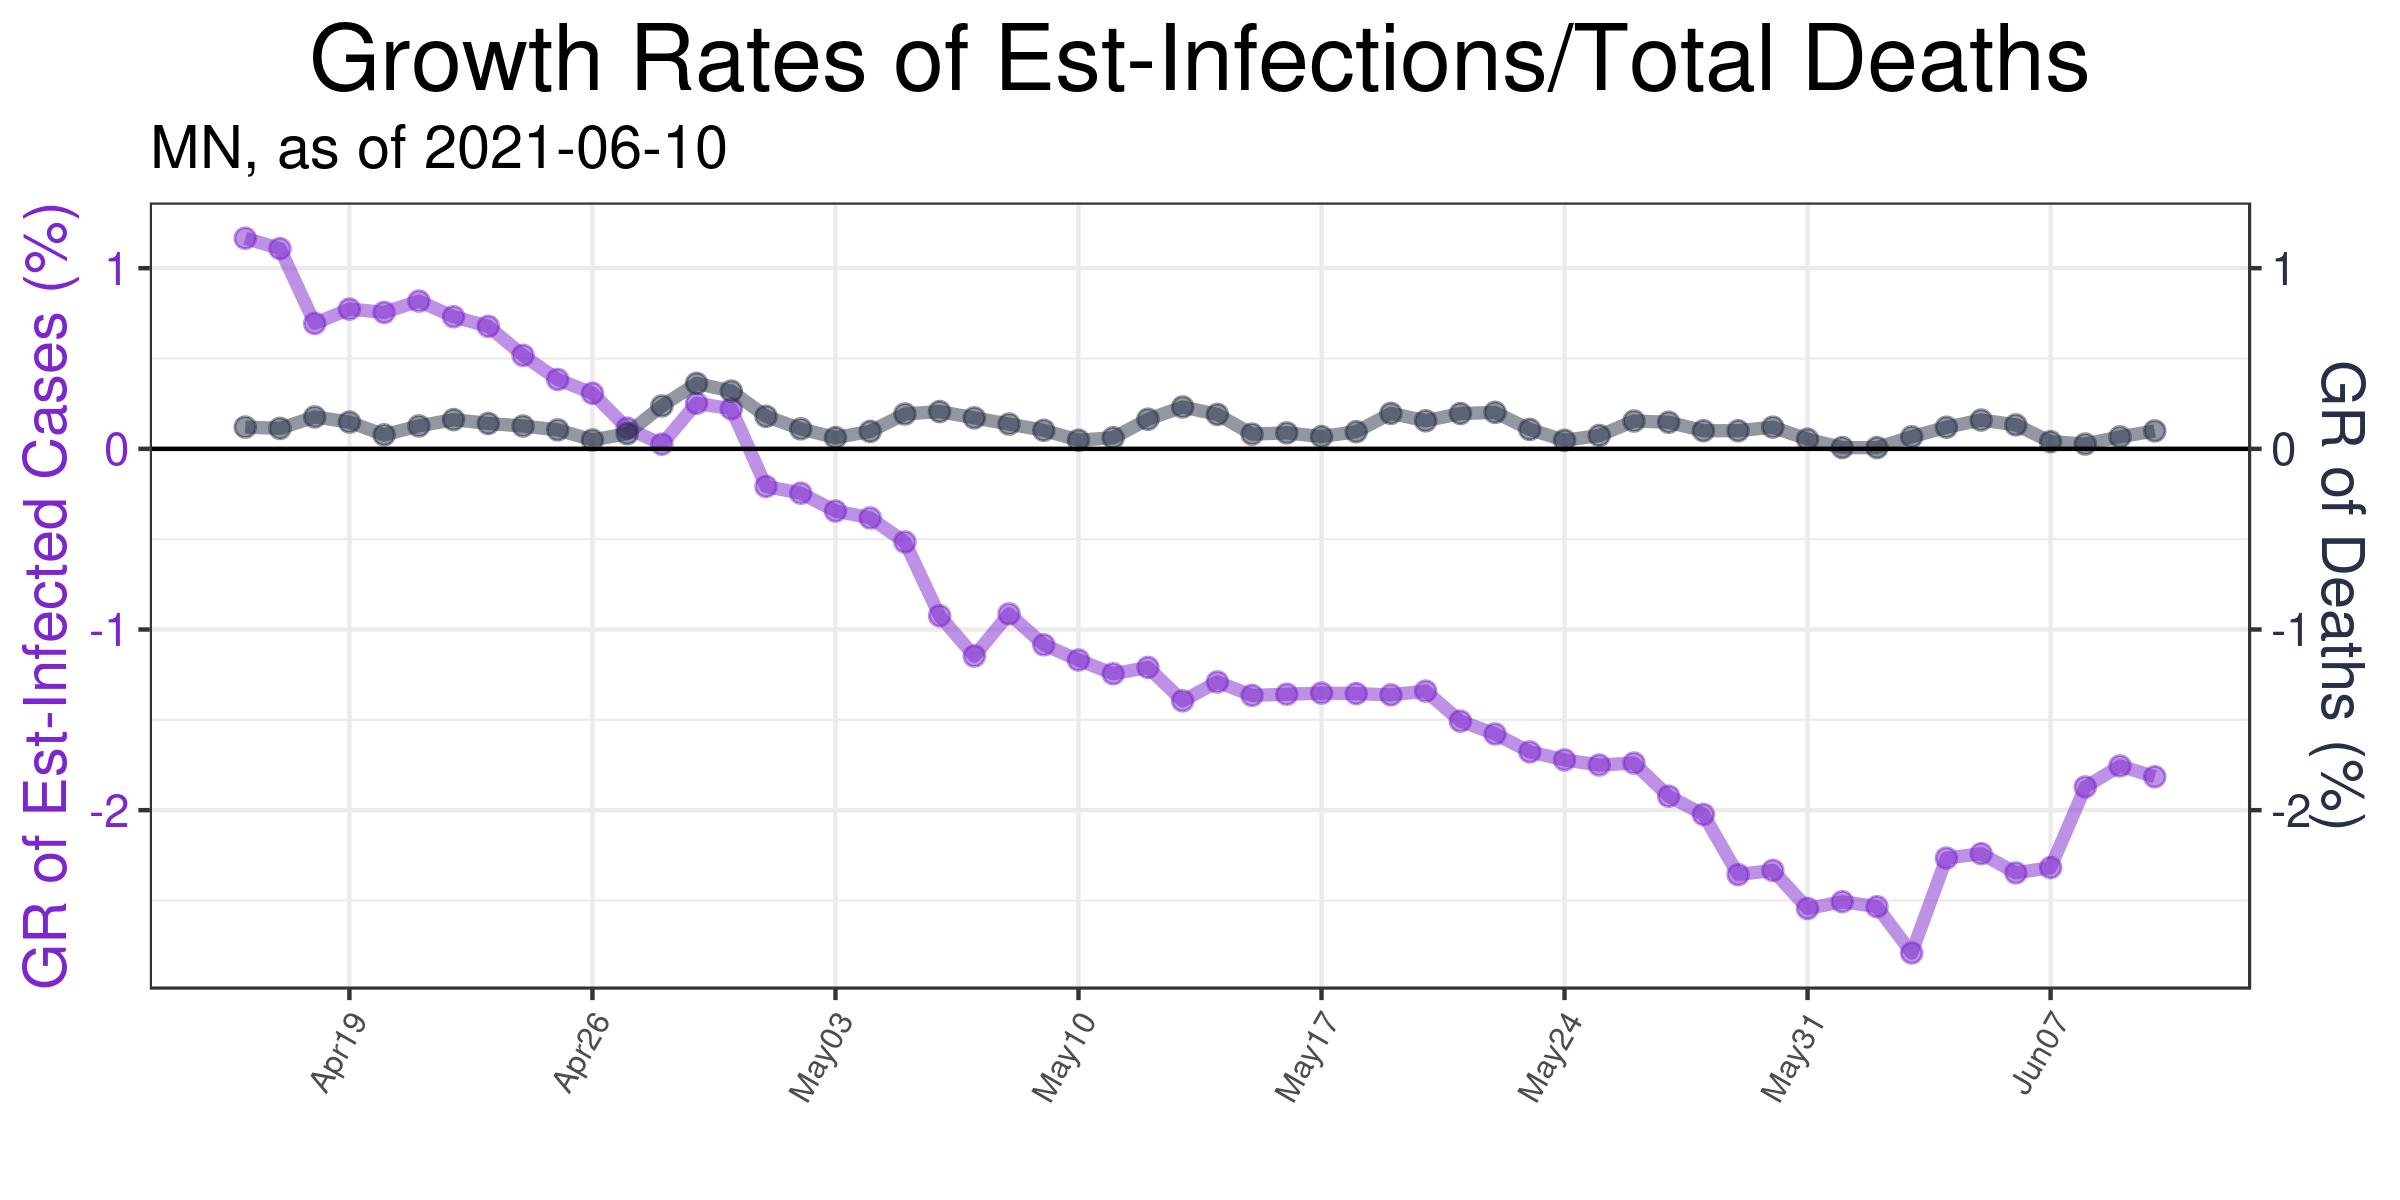 Growth Rates of Est-Infections/Total Deaths
MN, as of 2021-06-10
GR of Est-Infected Cases (%)
1
0
-1
-2
1
0
-1
-2
GR of Deaths (%)
Apr19
Apr26
May03
May10
May17
May24
May31
Jun07